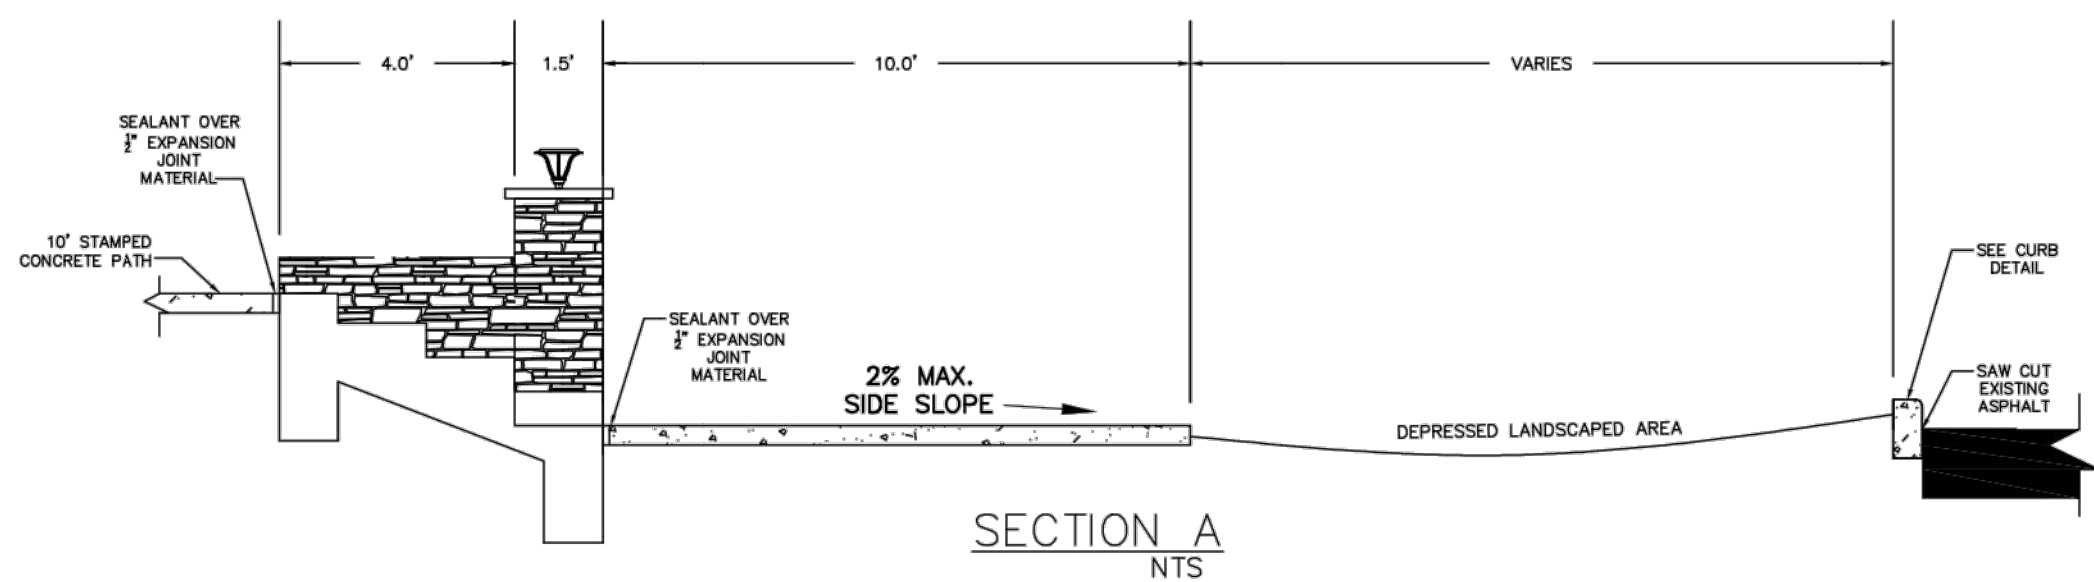 4.0'
1.5'
10.0'
VARIES
SEALANT OVER
½" EXPANSION
JOINT
MATERIAL
10' STAMPED
CONCRETE PATH
SEE CURB
DETAIL
SEALANT OVER
½" EXPANSION
JOINT
MATERIAL
2% MAX.
SIDE SLOPE
SAW CUT
EXISTING
ASPHALT
DEPRESSED LANDSCAPED AREA
SECTION A
NTS